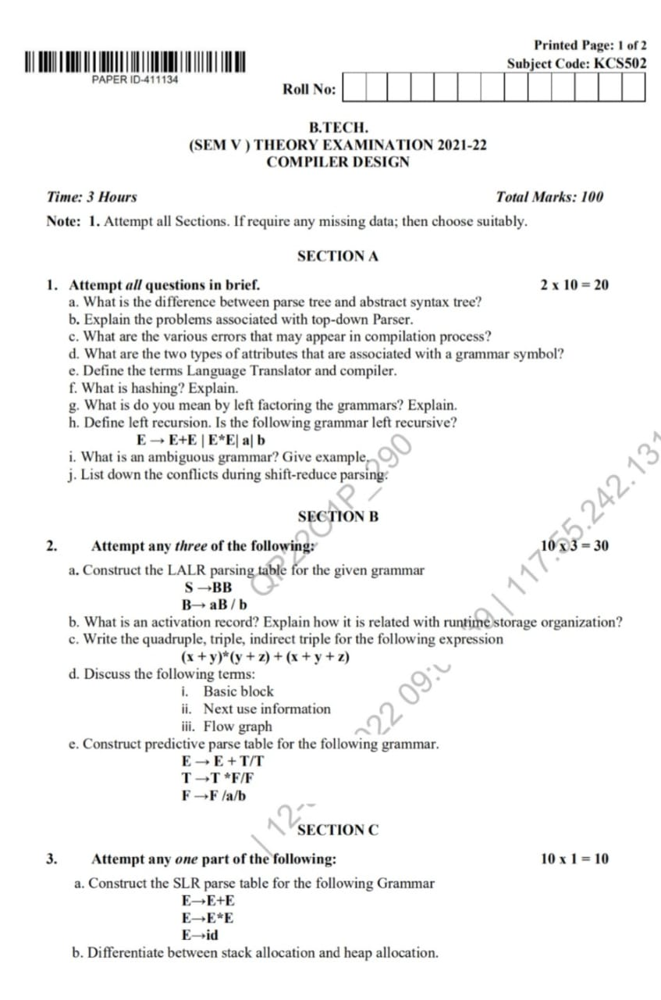 Printed Page: 1 of 2
Subject Code: KCS502
PAPER ID-411134
Roll No:
B.TECH.
(SEM V ) THEORY EXAMINATION 2021-22
COMPILER DESIGN
Time: 3 Hours Total Marks: 100
Note: 1. Attempt all Sections. If require any missing data; then choose suitably.
SECTION A
1. Attempt all questions in brief. 2 x 10 = 20
a. What is the difference between parse tree and abstract syntax tree?
b. Explain the problems associated with top-down Parser.
c. What are the various errors that may appear in compilation process?
d. What are the two types of attributes that are associated with a grammar symbol?
e. Define the terms Language Translator and compiler.
f. What is hashing? Explain.
g. What is do you mean by left factoring the grammars? Explain.
h. Define left recursion. Is the following grammar left recursive?
E → E+E | E*E| a| b
i. What is an ambiguous grammar? Give example.
j. List down the conflicts during shift-reduce parsing.
SECTION B
2. Attempt any three of the following: 10 x 3 = 30
a. Construct the LALR parsing table for the given grammar
S →BB
B→ aB / b
b. What is an activation record? Explain how it is related with runtime storage organization?
c. Write the quadruple, triple, indirect triple for the following expression
(x + y)*(y + z) + (x + y + z)
d. Discuss the following terms:
i. Basic block
ii. Next use information
iii. Flow graph
e. Construct predictive parse table for the following grammar.
E → E + T/T
T →T *F/F
F →F /a/b
SECTION C
3. Attempt any one part of the following: 10 x 1 = 10
a. Construct the SLR parse table for the following Grammar
E→E+E
E→E*E
E→id
b. Differentiate between stack allocation and heap allocation.
QP22O1P_290
| 117.55.242.131